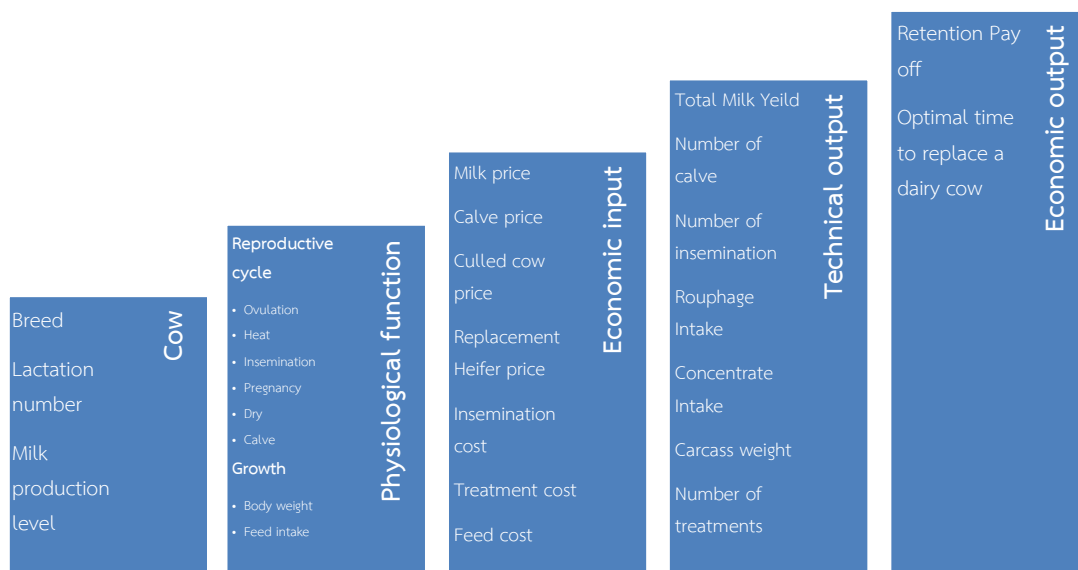 Breed
Lactation
number
Milk
production
level
Cow
Reproductive
cycle
• Ovulation
• Heat
• Insemination
• Pregnancy
• Dry
• Calve
Growth
• Body weight
• Feed intake
Physiological function
Milk price
Calve price
Culled cow
price
Replacement
Heifer price
Insemination
cost
Treatment cost
Feed cost
Economic input
Total Milk Yeild
Number of
calve
Number of
insemination
Rouphage
Intake
Concentrate
Intake
Carcass weight
Number of
treatments
Technical output
Retention Pay
off
Optimal time
to replace a
dairy cow
Economic output